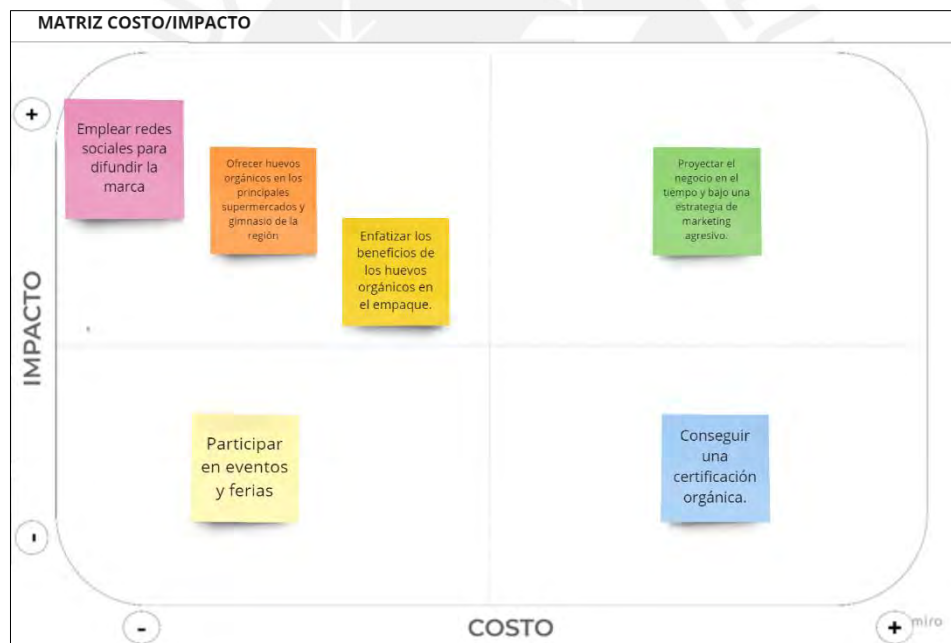 MATRIZ COSTO/IMPACTO
+
Emplear redes
sociales para
difundir la
marca
Ofrecer huevos
orgánicos en los
principales
supermercados y
gimnasio de la
región.
Enfatizar los
beneficios de
los huevos
orgánicos en
el empaque.
Proyectar el
negocio en el
tiempo y bajo una
estrategia de
marketing
agresivo.
IMPACTO
Participar
en eventos
y ferias
Conseguir
una
certificación
orgánica.
-
-
COSTO
+
miro